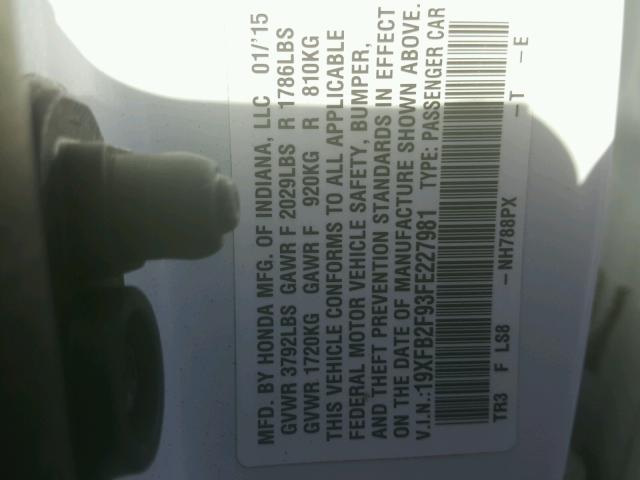 MFD. BY HONDA MFG. OF INDIANA, LLC 01/'15
GVWR 3792LBS GAWR F 2029LBS R 1786LBS
GVWR 1720KG GAWR F 920KG R 810KG
THIS VEHICLE CONFORMS TO ALL APPLICABLE
FEDERAL MOTOR VEHICLE SAFETY, BUMPER,
AND THEFT PREVENTION STANDARDS IN EFFECT
ON THE DATE OF MANUFACTURE SHOWN ABOVE.
V.I.N.:19XFB2F93FE227981 TYPE: PASSENGER CAR
TR3 F LS8 -NH788PX -T -E